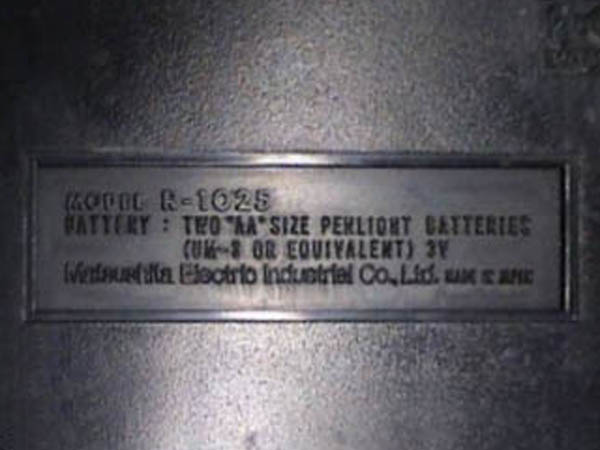 MODEL R-1025
BATTERY : TWO "AA" SIZE PENLIGHT BATTERIES
(UM-3 OR EQUIVALENT) 3V
Matsushita Electric Industrial Co., Ltd. MADE IN JAPAN